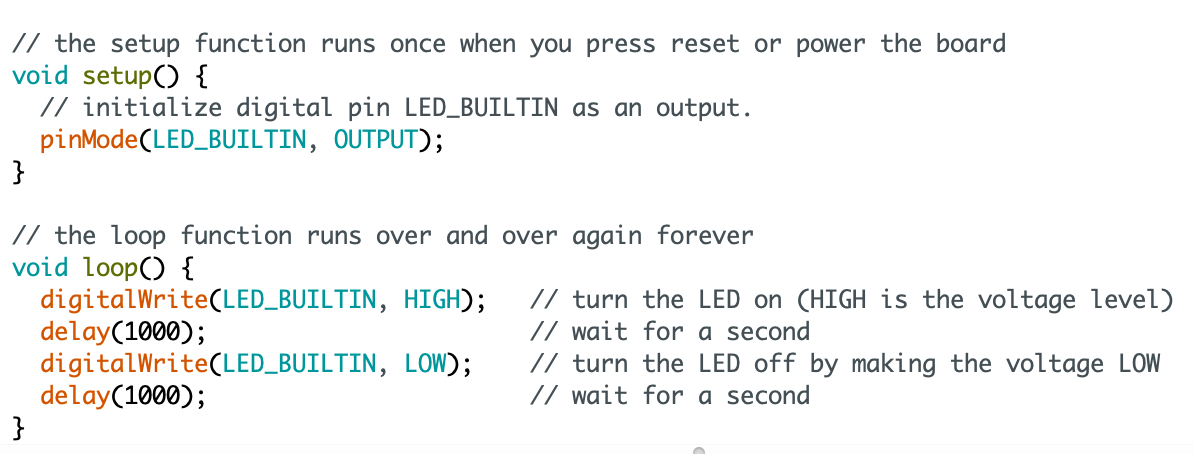 // the setup function runs once when you press reset or power the board
void setup() {
  // initialize digital pin LED_BUILTIN as an output.
  pinMode(LED_BUILTIN, OUTPUT);
}

// the loop function runs over and over again forever
void loop() {
  digitalWrite(LED_BUILTIN, HIGH);   // turn the LED on (HIGH is the voltage level)
  delay(1000);                       // wait for a second
  digitalWrite(LED_BUILTIN, LOW);    // turn the LED off by making the voltage LOW
  delay(1000);                       // wait for a second
}